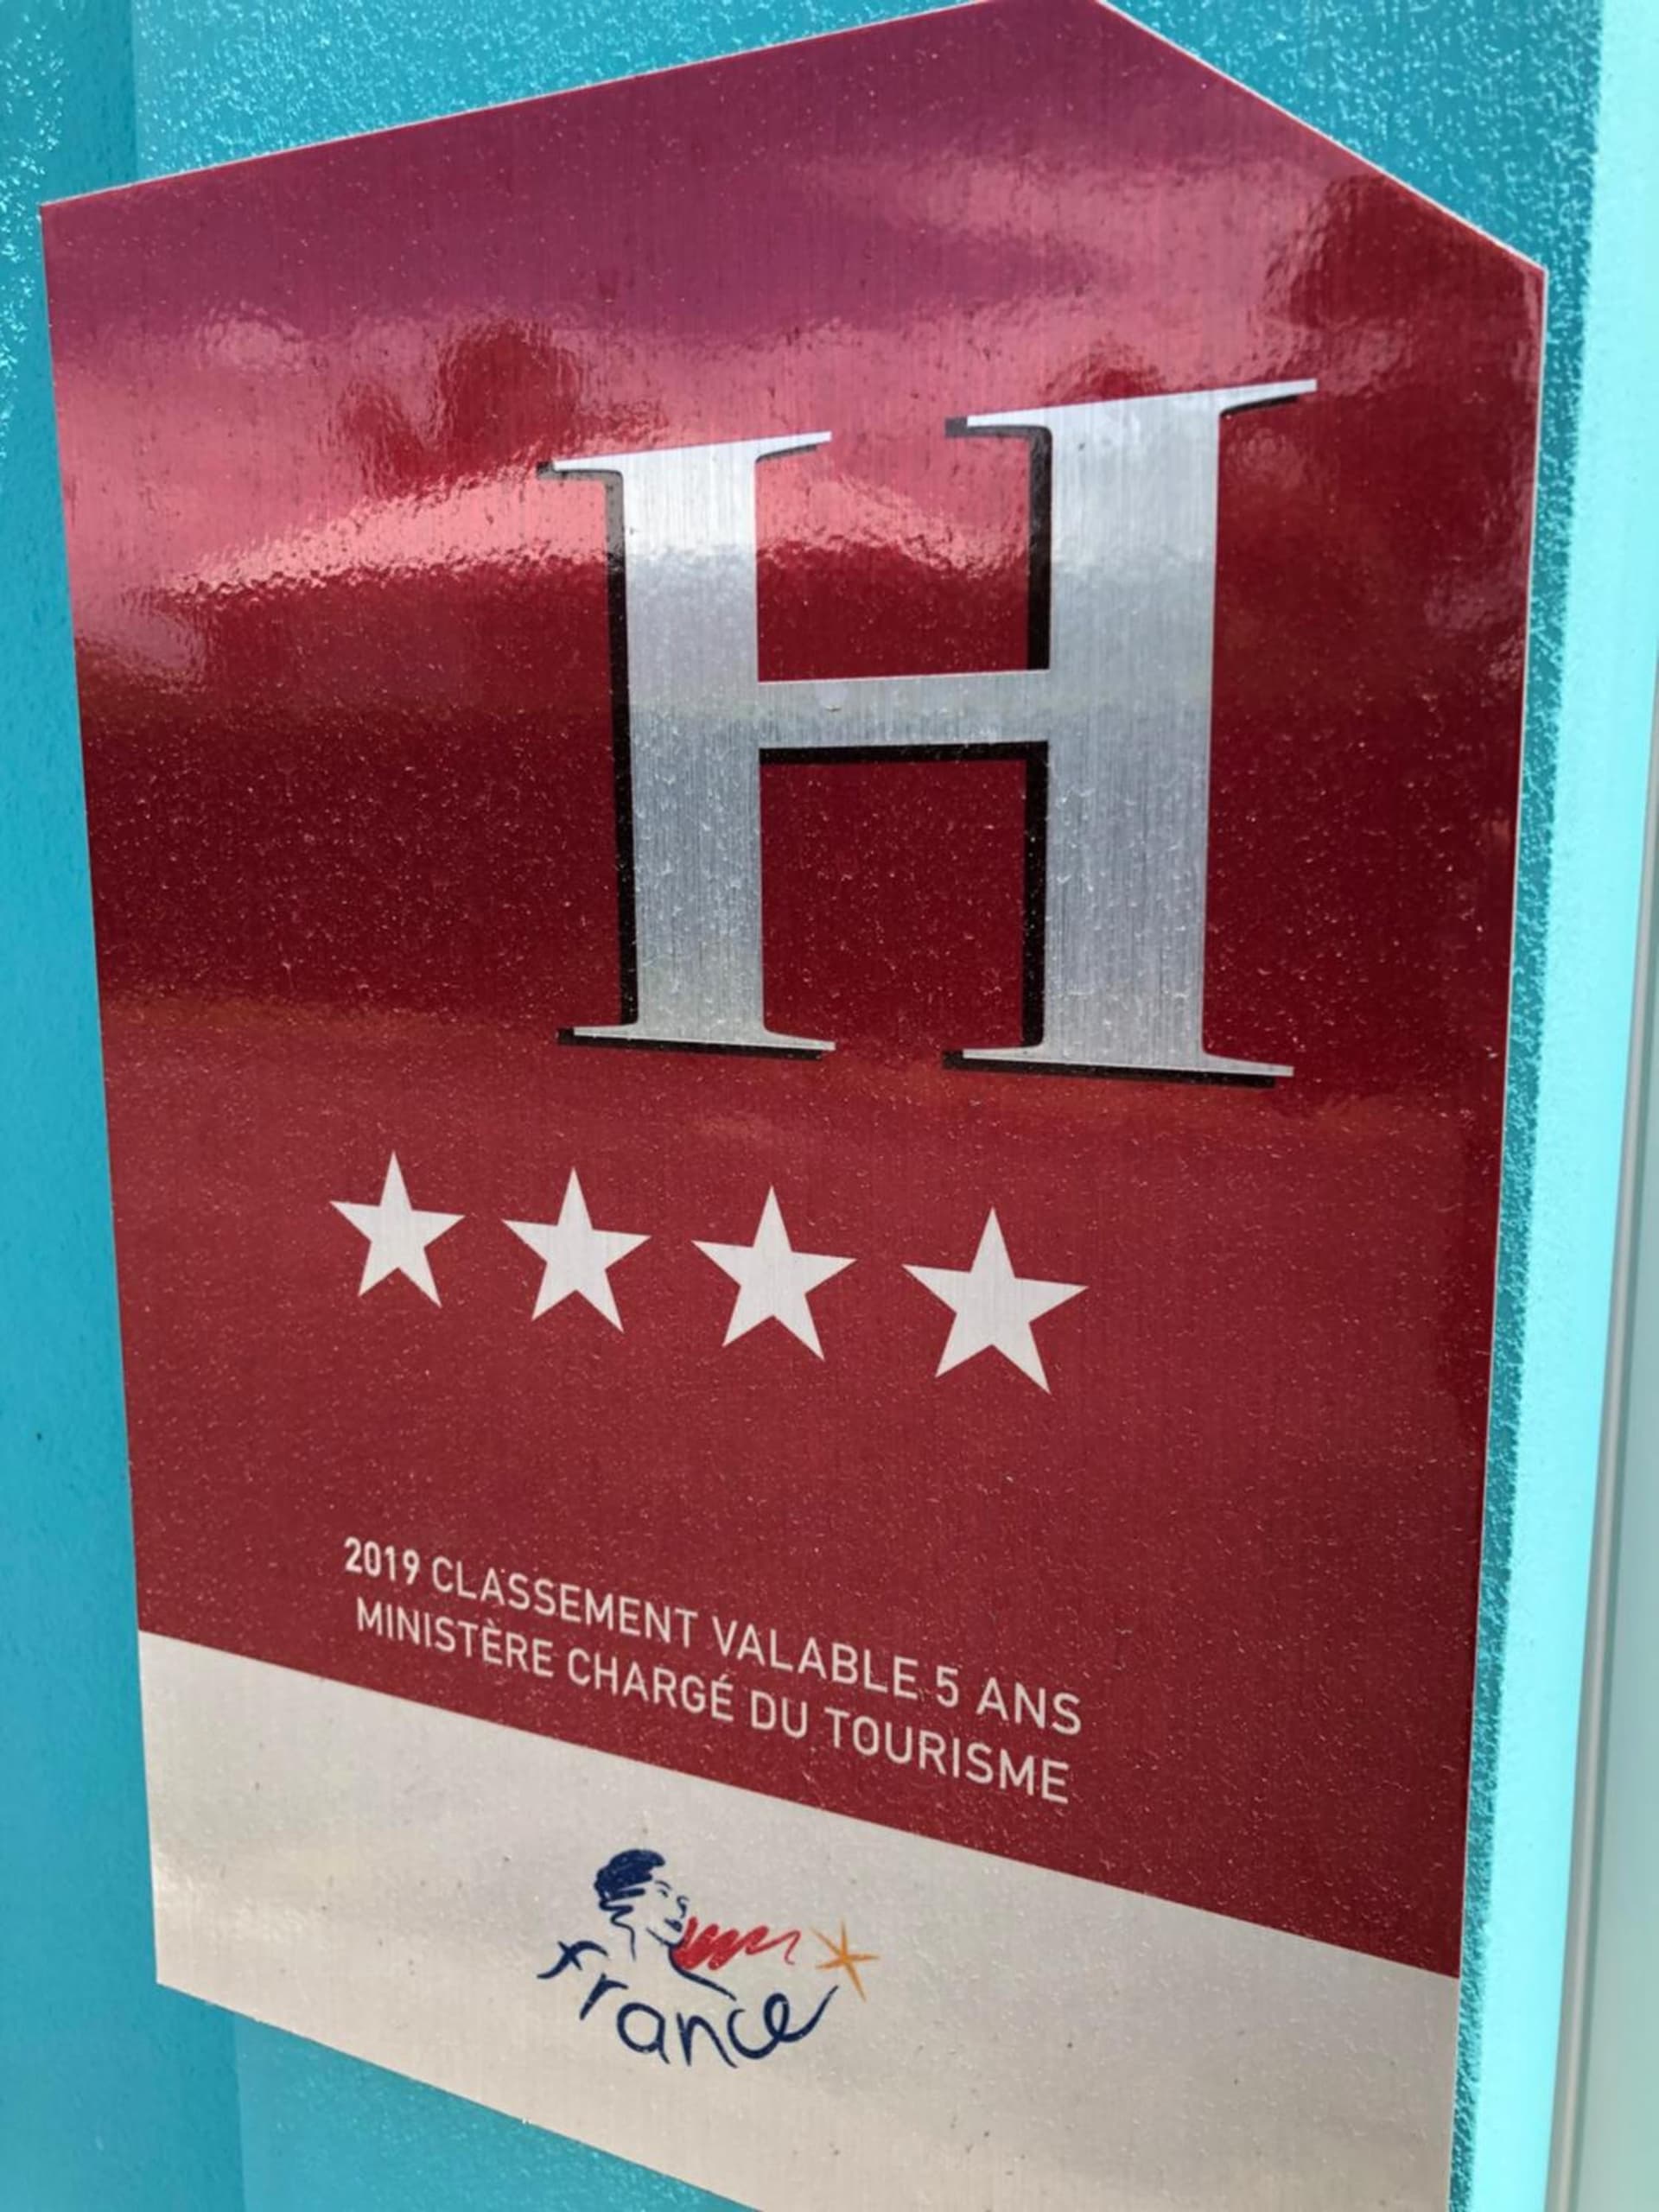 H
2019 CLASSEMENT VALABLE 5 ANS
MINISTÈRE CHARGÉ DU TOURISME
france